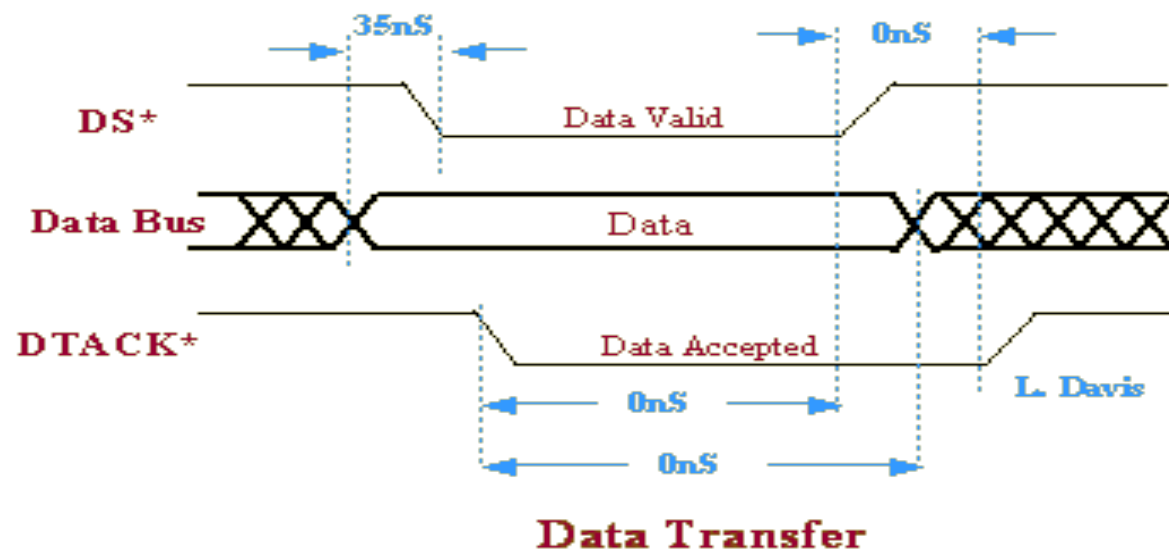 35nS
0nS
DS*
Data Valid
Data Bus
Data
DTACK*
Data Accepted
0nS
L. Davis
0nS
Data Transfer